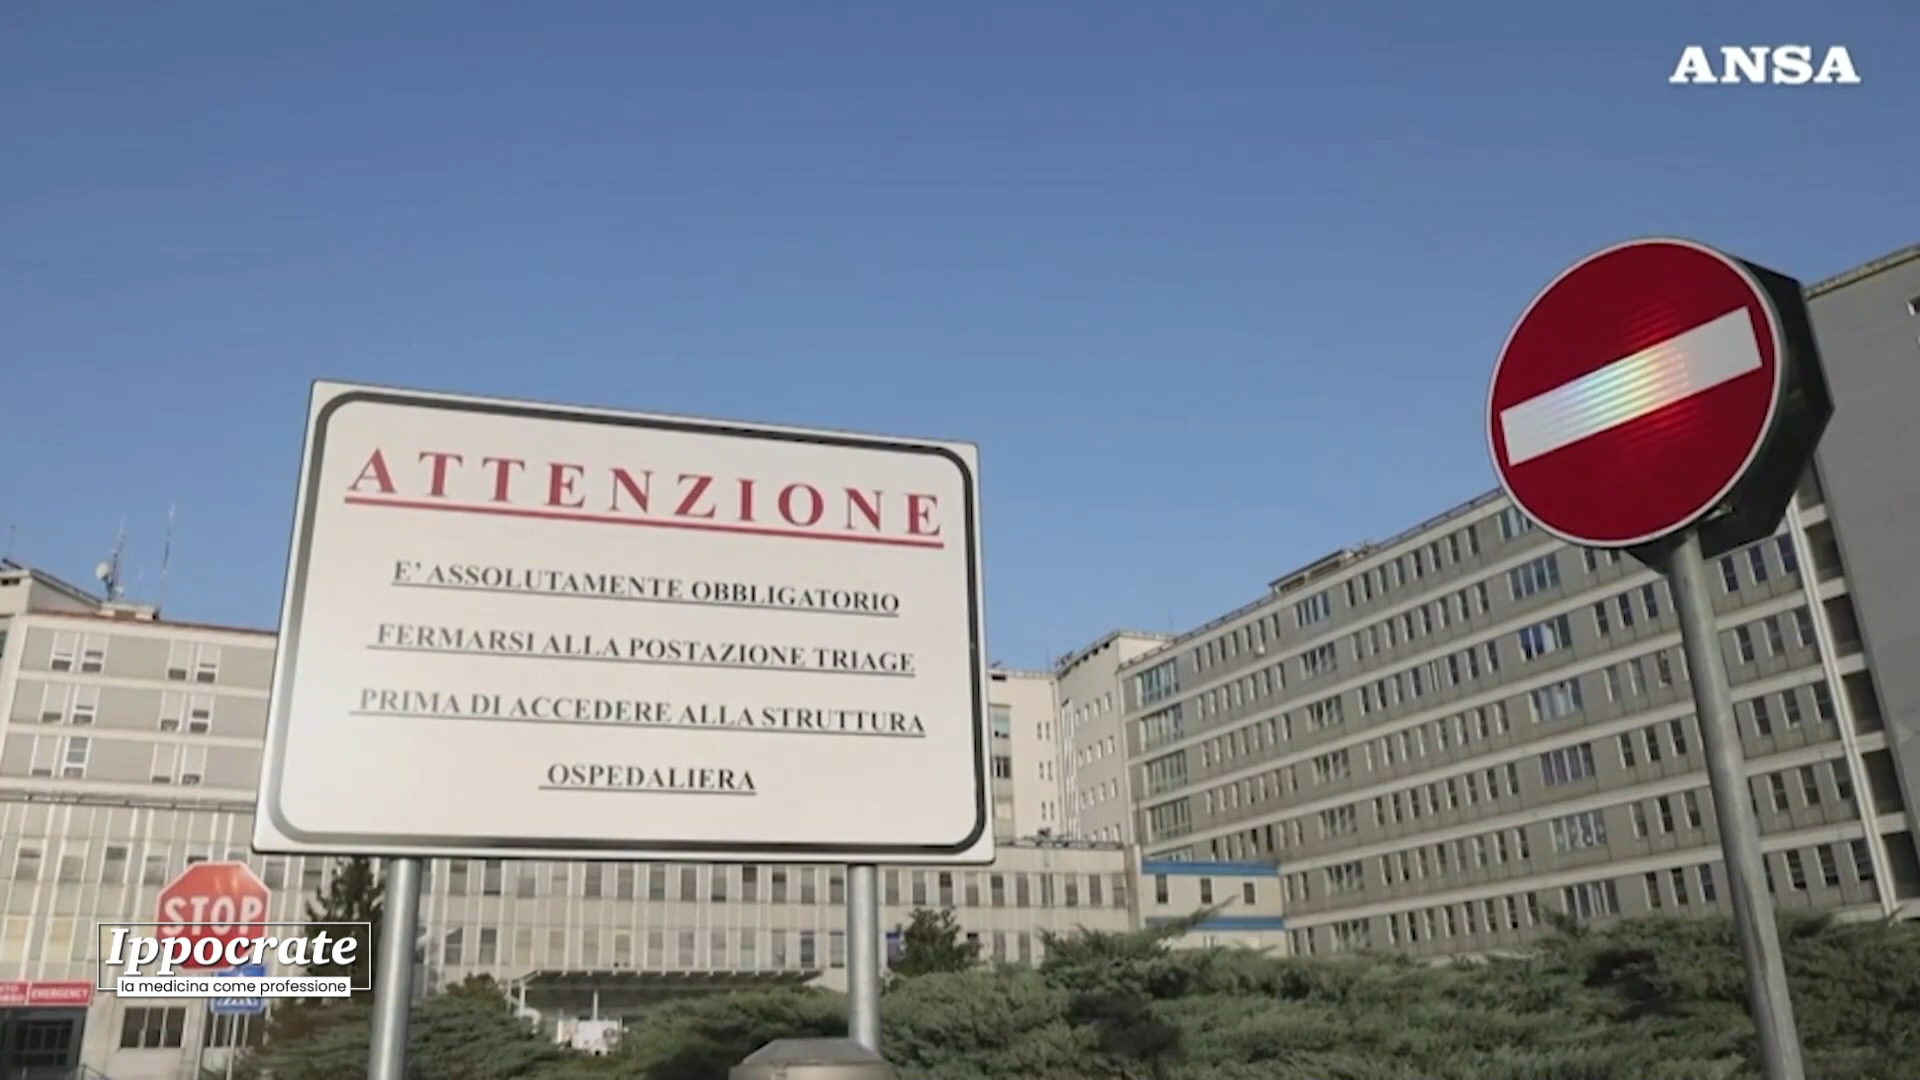 ANSA
ATTENZIONE
E' ASSOLUTAMENTE OBBLIGATORIO
FERMARSI ALLA POSTAZIONE TRIAGE
PRIMA DI ACCEDERE ALLA STRUTTURA
OSPEDALIERA
STOP
Ippocrate
la medicina come professione
EMERGENCY